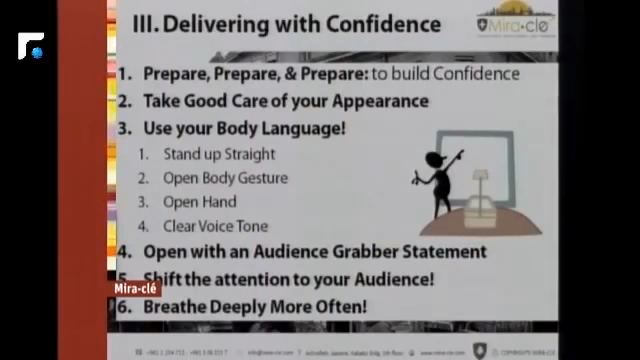 III. Delivering with Confidence
Mira•clé
1. Prepare, Prepare, & Prepare: to build Confidence
2. Take Good Care of your Appearance
3. Use your Body Language!
1. Stand up Straight
2. Open Body Gesture
3. Open Hand
4. Clear Voice Tone
4. Open with an Audience Grabber Statement
5. Shift the attention to your Audience!
Mira-clé
6. Breathe Deeply More Often!